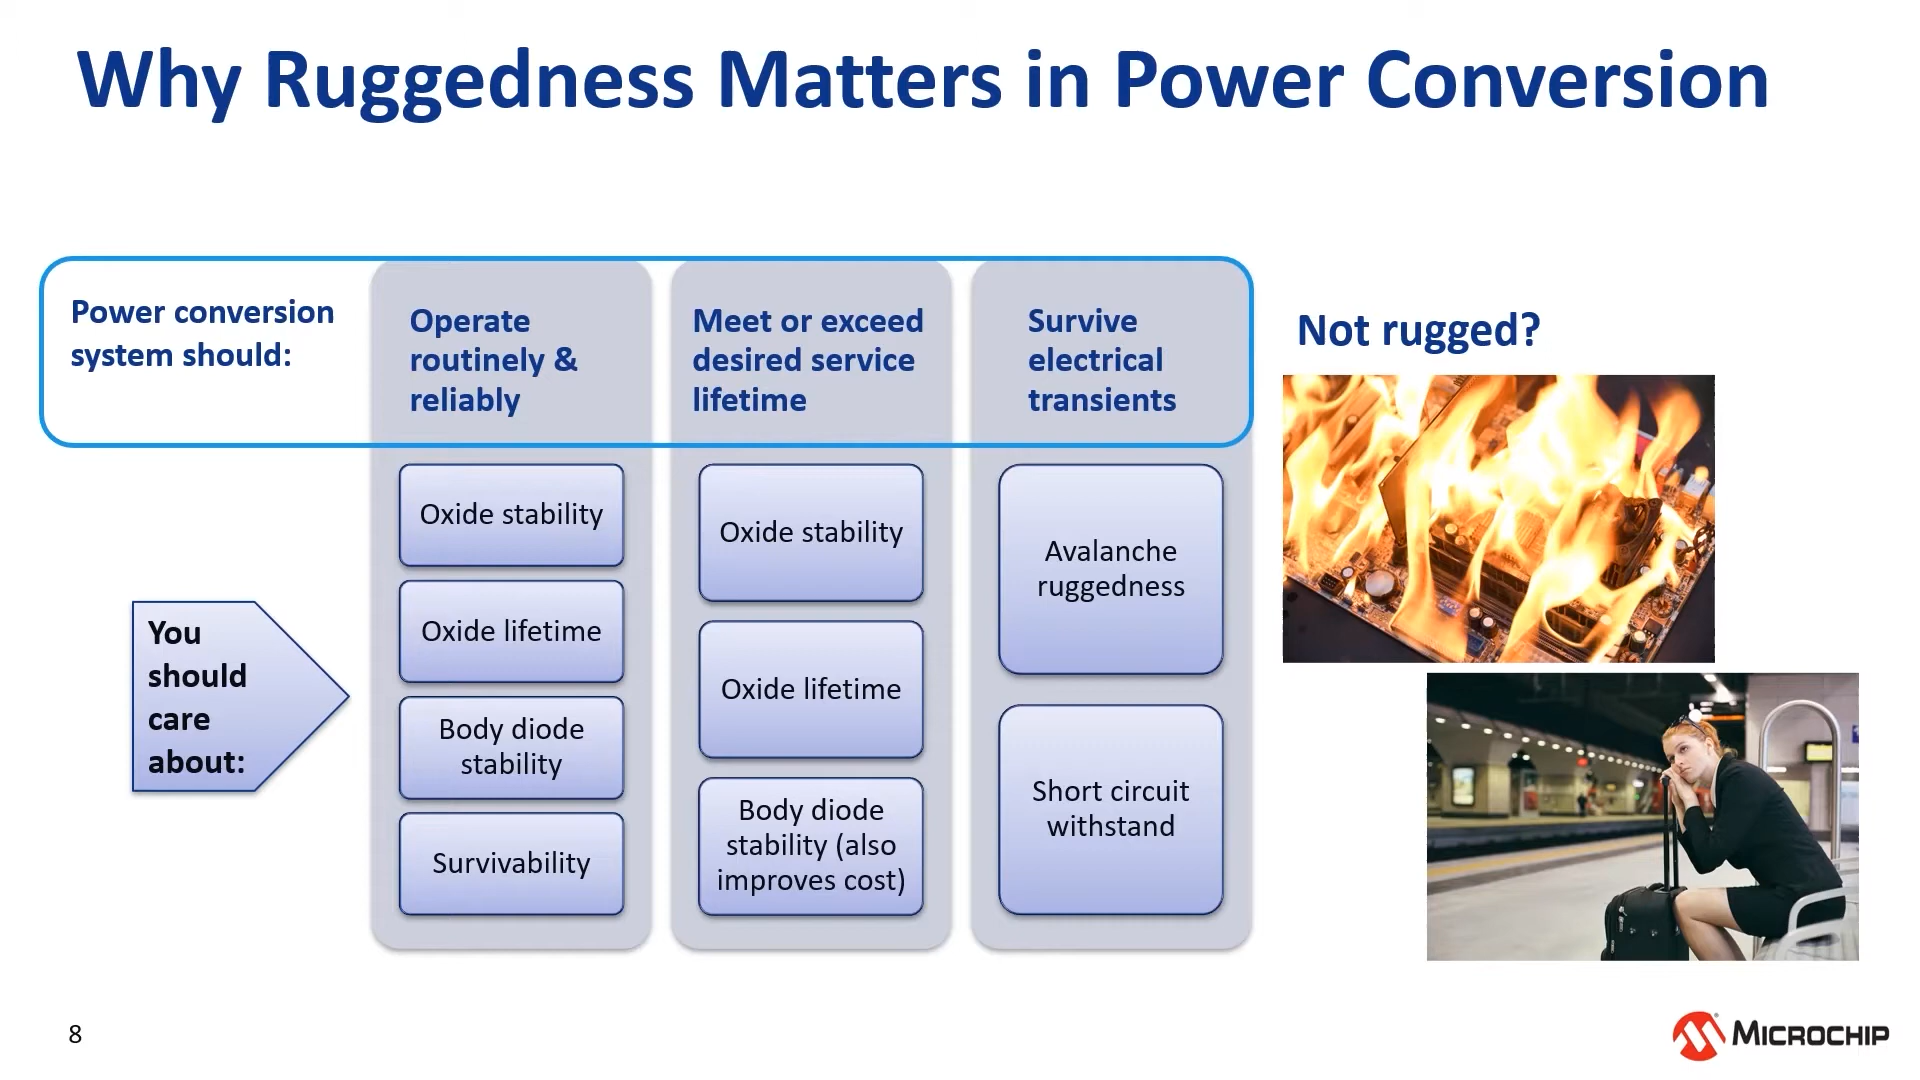 Why Ruggedness Matters in Power Conversion
Power conversion
system should:
Operate
routinely &
reliably
Meet or exceed
desired service
lifetime
Survive
electrical
transients
Not rugged?
You
should
care
about:
Oxide stability
Oxide lifetime
Body diode
stability
Survivability
Oxide stability
Oxide lifetime
Body diode
stability (also
improves cost)
Avalanche
ruggedness
Short circuit
withstand
8
MICROCHIP